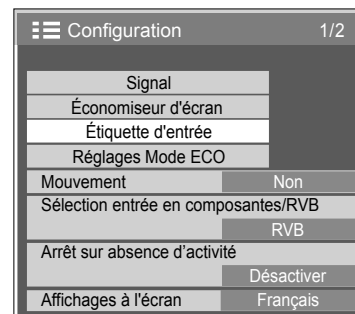 Configuration 1/2
Signal
Économiseur d'écran
Étiquette d'entrée
Réglages Mode ECO
Mouvement Non
Sélection entrée en composantes/RVB
RVB
Arrêt sur absence d’activité
Désactiver
Affichages à l'écran Français